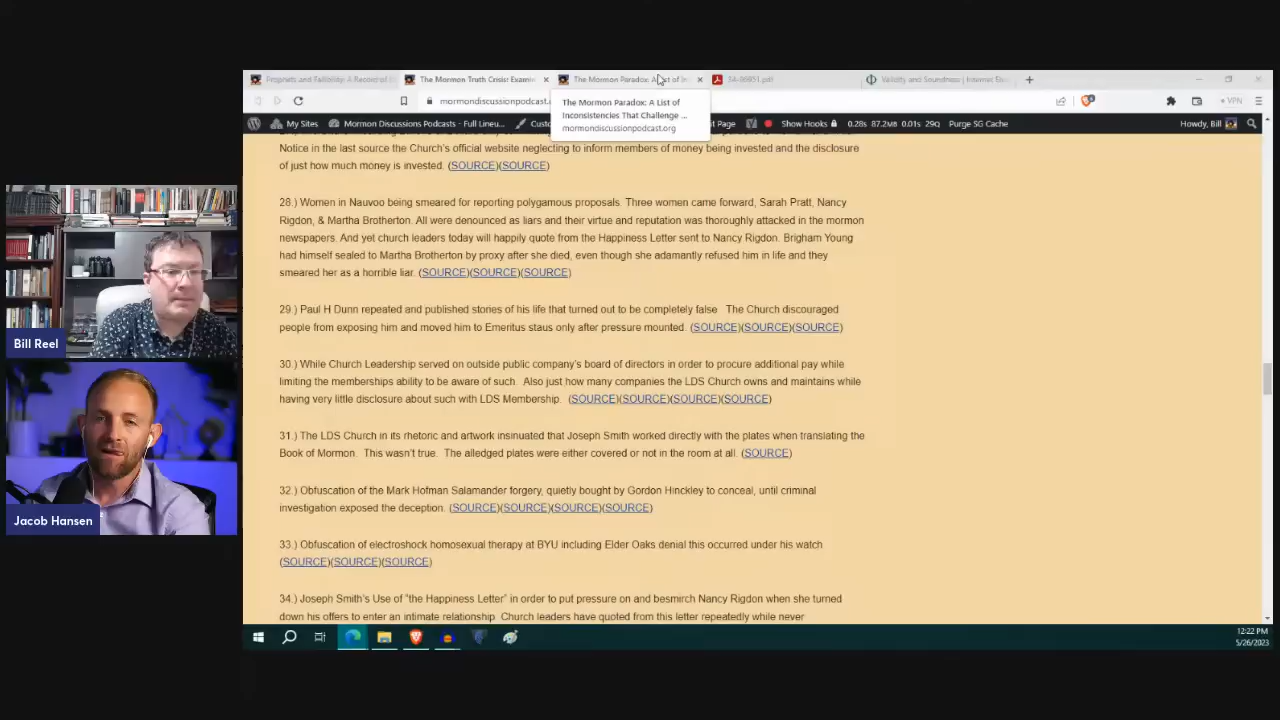 The Mormon Truth Crisis: Examin
The Mormon Paradox: A List of In
54-09951.pdf
Validity and Soundness | Internet En
mormondiscussionpodcast.
VPN
The Mormon Paradox: A List of
Inconsistencies That Challenge ...
mormondiscussionpodcast.org
My Sites
Mormon Discussions Podcasts - Full Lineu...
Custo
t Page
Show Hooks
0.28s 87.2MB 0.01s 29Q
Purge SG Cache
Howdy, Bill
Notice in the last source the Church's official website neglecting to inform members of money being invested and the disclosure
of just how much money is invested. (SOURCE)(SOURCE)
28.) Women in Nauvoo being smeared for reporting polygamous proposals. Three women came forward, Sarah Pratt, Nancy
Rigdon, & Martha Brotherton. All were denounced as liars and their virtue and reputation was thoroughly attacked in the mormon
newspapers. And yet church leaders today will happily quote from the Happiness Letter sent to Nancy Rigdon. Brigham Young
had himself sealed to Martha Brotherton by proxy after she died, even though she adamantly refused him in life and they
smeared her as a horrible liar. (SOURCE)(SOURCE)(SOURCE)
29.) Paul H Dunn repeated and published stories of his life that turned out to be completely false The Church discouraged
people from exposing him and moved him to Emeritus staus only after pressure mounted. (SOURCE)(SOURCE)(SOURCE)
30.) While Church Leadership served on outside public company's board of directors in order to procure additional pay while
limiting the memberships ability to be aware of such. Also just how many companies the LDS Church owns and maintains while
having very little disclosure about such with LDS Membership. (SOURCE)(SOURCE)(SOURCE)(SOURCE)
31.) The LDS Church in its rhetoric and artwork insinuated that Joseph Smith worked directly with the plates when translating the
Book of Mormon. This wasn't true. The alledged plates were either covered or not in the room at all. (SOURCE)
32.) Obfuscation of the Mark Hofman Salamander forgery, quietly bought by Gordon Hinckley to conceal, until criminal
investigation exposed the deception. (SOURCE)(SOURCE)(SOURCE)(SOURCE)
33.) Obfuscation of electroshock homosexual therapy at BYU including Elder Oaks denial this occurred under his watch
(SOURCE)(SOURCE)(SOURCE)
34.) Joseph Smith's Use of "the Happiness Letter" in order to put pressure on and besmirch Nancy Rigdon when she turned
down his offers to enter an intimate relationship. Church leaders have quoted from this letter repeatedly while never
Bill Reel
Jacob Hansen
12:22 PM
5/26/2023